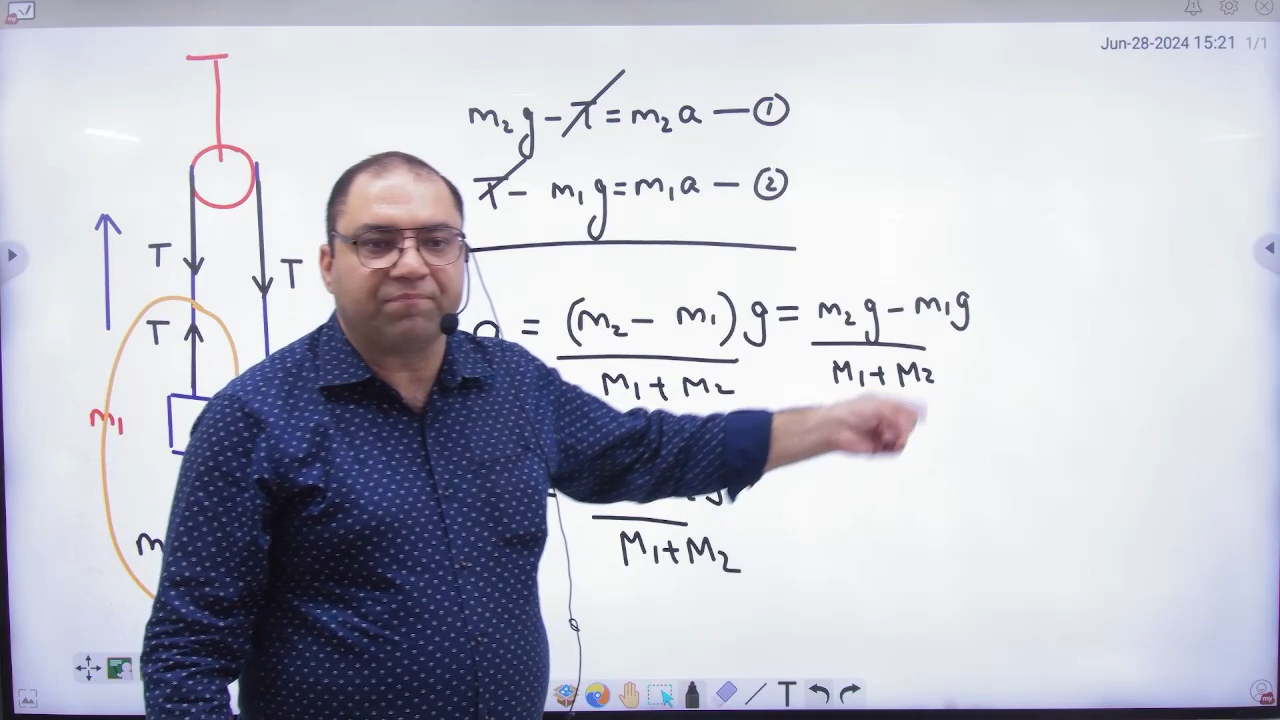 Jun-28-2024 15:21 1/1
m₂g - T = m₂a — ①
T - m₁g = m₁a — ②
T
T
T
a = (m₂ - m₁)g = m₂g - m₁g
M₁ + M₂
M₁ + M₂
m₁
M₁ + M₂
m
T